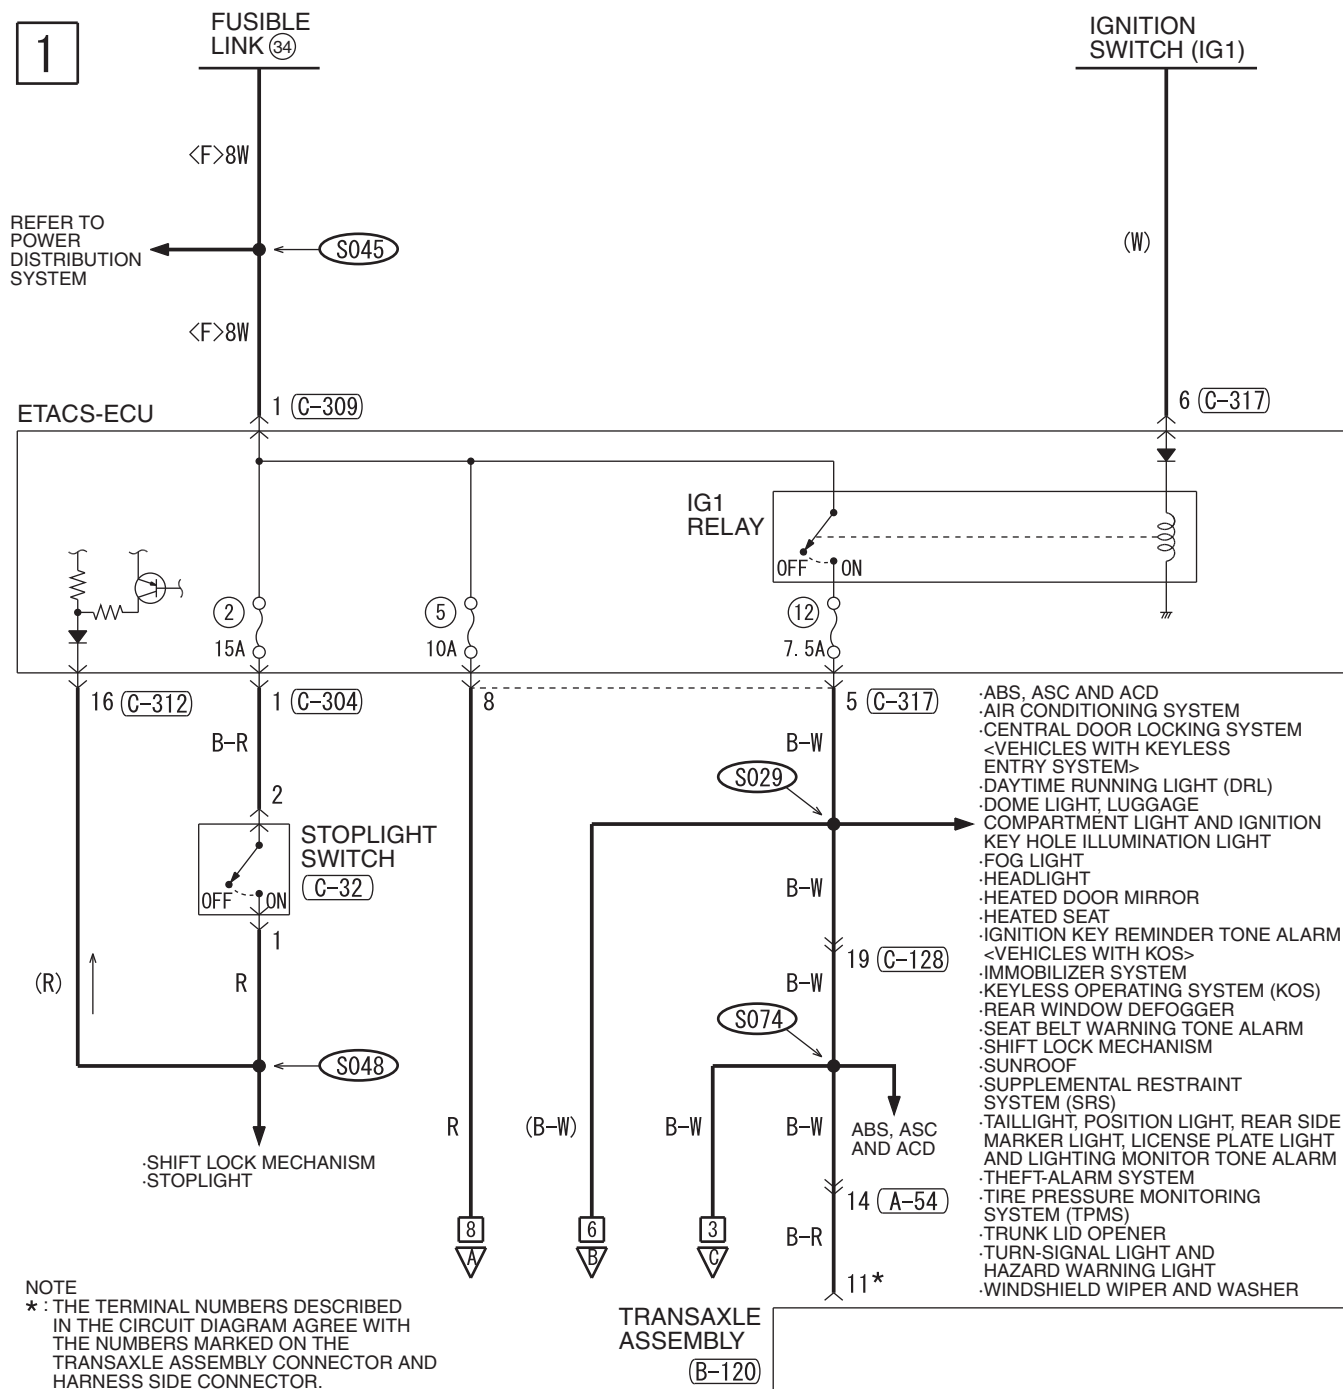 1
FUSIBLE
LINK 34
IGNITION
SWITCH (IG1)
<F>8W
REFER TO
POWER
DISTRIBUTION
SYSTEM
S045
(W)
<F>8W
ETACS-ECU
1 (C-309)
6 (C-317)
IG1
RELAY
OFF
ON
2
15A
5
10A
12
7.5A
16 (C-312)
1 (C-304)
8
5 (C-317)
B-R
B-W
S029
2
STOPLIGHT
SWITCH
(C-32)
OFF
ON
1
B-W
19 (C-128)
(R)
R
B-W
S074
S048
R
(B-W)
B-W
B-W
ABS, ASC
AND ACD
·SHIFT LOCK MECHANISM
·STOPLIGHT
14 (A-54)
8
A
6
B
3
C
B-R
11*
·ABS, ASC AND ACD
·AIR CONDITIONING SYSTEM
·CENTRAL DOOR LOCKING SYSTEM
<VEHICLES WITH KEYLESS
ENTRY SYSTEM>
·DAYTIME RUNNING LIGHT (DRL)
·DOME LIGHT, LUGGAGE
COMPARTMENT LIGHT AND IGNITION
KEY HOLE ILLUMINATION LIGHT
·FOG LIGHT
·HEADLIGHT
·HEATED DOOR MIRROR
·HEATED SEAT
·IGNITION KEY REMINDER TONE ALARM
<VEHICLES WITH KOS>
·IMMOBILIZER SYSTEM
·KEYLESS OPERATING SYSTEM (KOS)
·REAR WINDOW DEFOGGER
·SEAT BELT WARNING TONE ALARM
·SHIFT LOCK MECHANISM
·SUNROOF
·SUPPLEMENTAL RESTRAINT
SYSTEM (SRS)
·TAILLIGHT, POSITION LIGHT, REAR SIDE
MARKER LIGHT, LICENSE PLATE LIGHT
AND LIGHTING MONITOR TONE ALARM
·THEFT-ALARM SYSTEM
·TIRE PRESSURE MONITORING
SYSTEM (TPMS)
·TRUNK LID OPENER
·TURN-SIGNAL LIGHT AND
HAZARD WARNING LIGHT
·WINDSHIELD WIPER AND WASHER
NOTE
* : THE TERMINAL NUMBERS DESCRIBED
IN THE CIRCUIT DIAGRAM AGREE WITH
THE NUMBERS MARKED ON THE
TRANSAXLE ASSEMBLY CONNECTOR AND
HARNESS SIDE CONNECTOR.
TRANSAXLE
ASSEMBLY
(B-120)